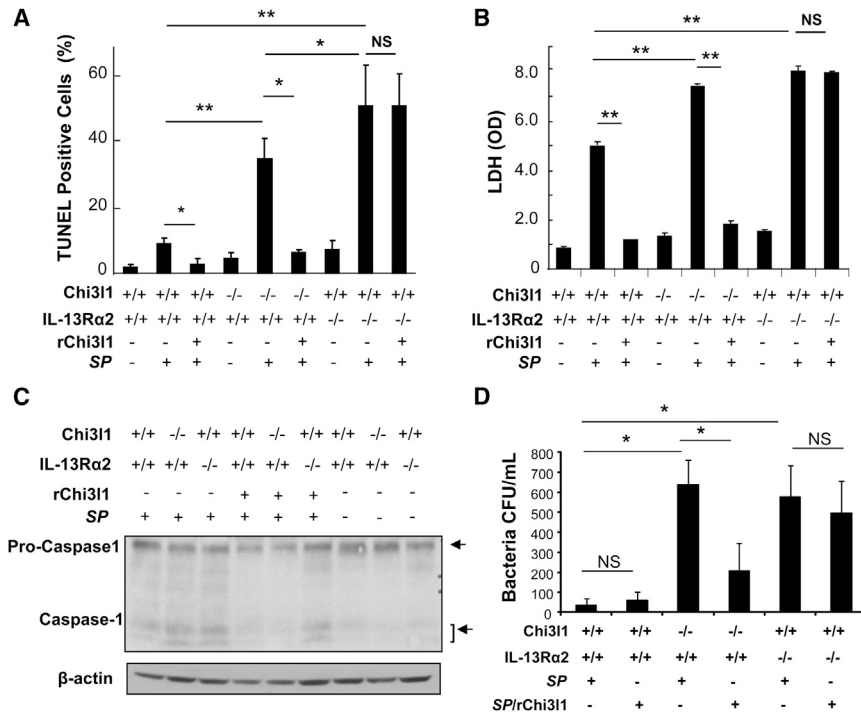 A
**
**
*
NS
**
*
*
TUNEL Positive Cells (%)
60
40
20
0
Chi3l1 +/+ +/+ +/+ -/- -/- -/- +/+ +/+ +/+
IL-13Rα2 +/+ +/+ +/+ +/+ +/+ +/+ -/- -/- -/-
rChi3l1 - - + - - + - - +
SP - + + - + + - + +
B
**
NS
**
**
**
LDH (OD)
8.0
6.0
4.0
2.0
0
Chi3l1 +/+ +/+ +/+ -/- -/- -/- +/+ +/+ +/+
IL-13Rα2 +/+ +/+ +/+ +/+ +/+ +/+ -/- -/- -/-
rChi3l1 - - + - - + - - +
SP - + + - + + - + +
C
Chi3l1 +/+ -/- +/+ +/+ -/- +/+ +/+ -/- +/+
IL-13Rα2 +/+ +/+ -/- +/+ +/+ -/- +/+ +/+ -/-
rChi3l1 - - - + + + - - -
SP + + + + + + - - -
Pro-Caspase1
Caspase-1
β-actin
D
*
*
*
NS
NS
Bacteria CFU/mL
800
700
600
500
400
300
200
100
0
Chi3l1 +/+ +/+ -/- -/- +/+ +/+
IL-13Rα2 +/+ +/+ +/+ +/+ -/- -/-
SP + - + - + -
SP/rChi3l1 - + - + - +